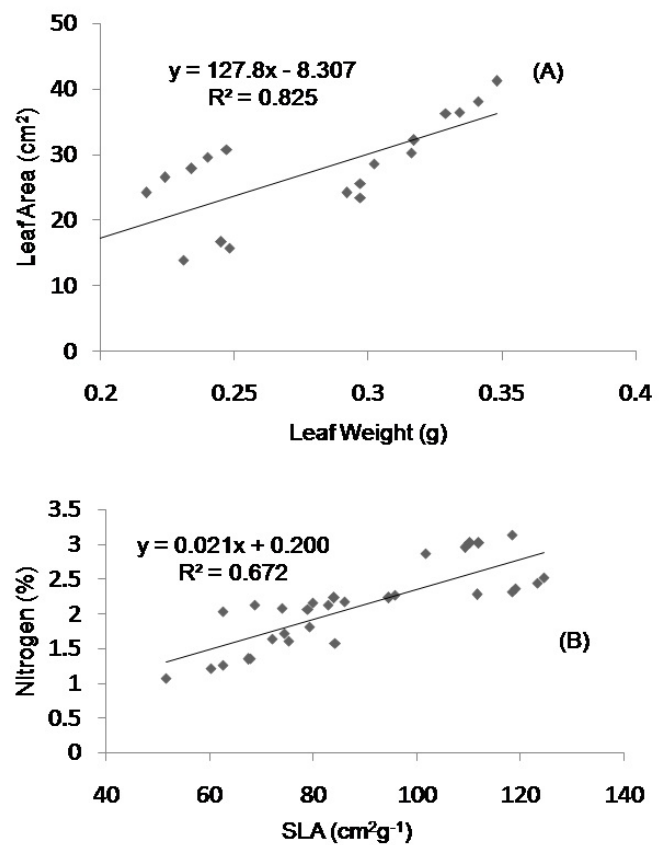 50
(A)
y = 127.8x - 8.307
R² = 0.825
40
30
20
10
0
Leaf Area (cm²)
0.2 0.25 0.3 0.35 0.4
Leaf Weight (g)
3.5
y = 0.021x + 0.200
R² = 0.672
3
2.5
2
1.5
1
0.5
0
Nitrogen (%)
(B)
40 60 80 100 120 140
SLA (cm²g⁻¹)